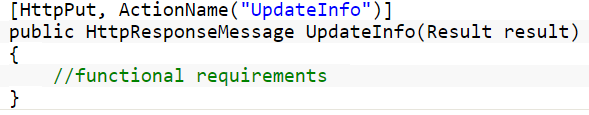 [HttpPut, ActionName("UpdateInfo")]
public HttpResponseMessage UpdateInfo(Result result)
{
//functional requirements
}